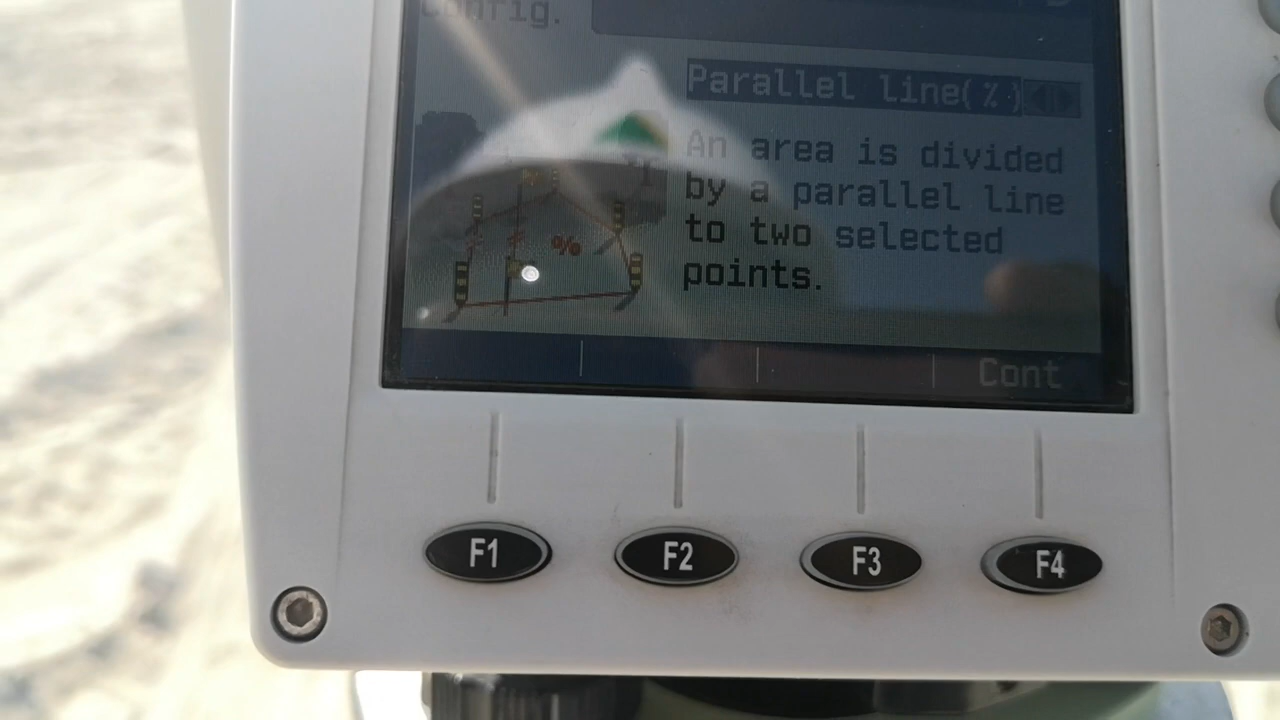 Config.
Parallel line(%)
An area is divided
by a parallel line
to two selected
points.
%
Cont
F1 F2 F3 F4